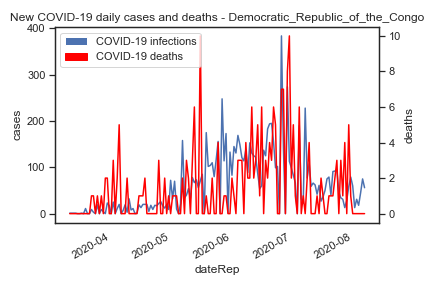 New COVID-19 daily cases and deaths - Democratic_Republic_of_the_Congo
COVID-19 infections
COVID-19 deaths
400
300
200
100
0
cases
10
8
6
4
2
0
deaths
2020-04
2020-05
2020-06
2020-07
2020-08
dateRep